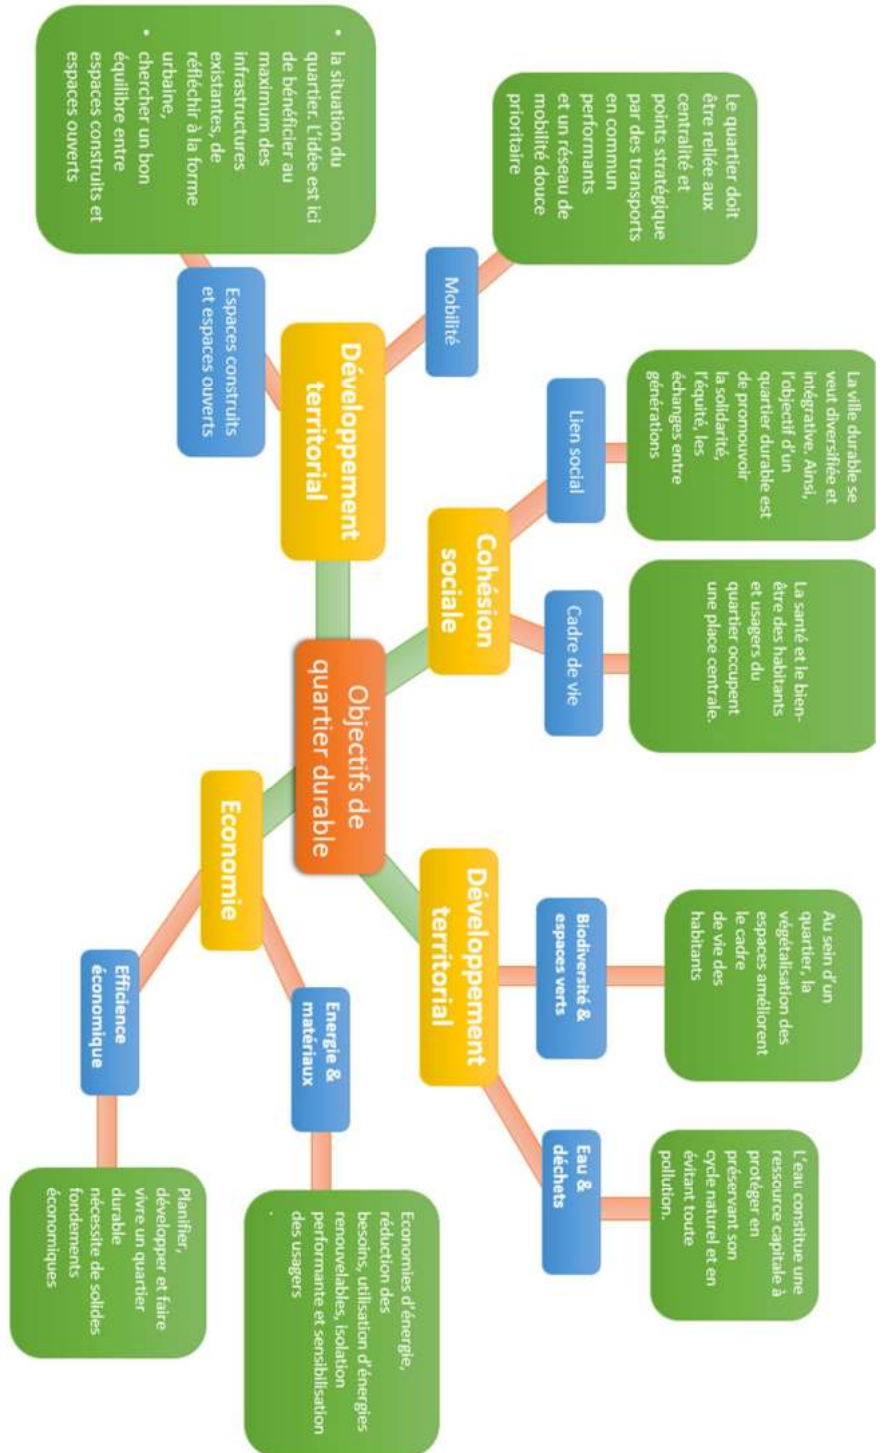 La ville durable se
veut diversifiée et
intégrative. Ainsi,
l'objectif d'un
quartier durable est
de promouvoir
la solidarité,
l'équité, les
échanges entre
générations
La santé et le bien-
être des habitants
et usagers du
quartier occupent
une place centrale.
Au sein d'un
quartier, la
végétalisation des
espaces améliorent
le cadre
de vie des
habitants
L'eau constitue une
ressource capitale à
protéger en
préservant son
cycle naturel et en
évitant toute
pollution.
Le quartier doit
être reliée aux
centralité et
points stratégique
par des transports
en commun
performants
et un réseau de
mobilité douce
prioritaire
Lien social
Cadre de vie
Biodiversité &
espaces verts
Eau &
déchets
Mobilité
Cohésion
sociale
Développement
territorial
Développement
territorial
Objectifs de
quartier durable
Espaces construits
et espaces ouverts
Economie
Energie &
matériaux
Economies d'énergie,
réduction des
besoins, utilisation d'énergies
renouvelables, isolation
performante et sensibilisation
des usagers
.
• la situation du
quartier. L'idée est ici
de bénéficier au
maximum des
infrastructures
existantes, de
réfléchir à la forme
urbaine,
• chercher un bon
équilibre entre
espaces construits et
espaces ouverts
Efficience
économique
Planifier,
développer et faire
vivre un quartier
durable
nécessite de solides
fondements
économiques